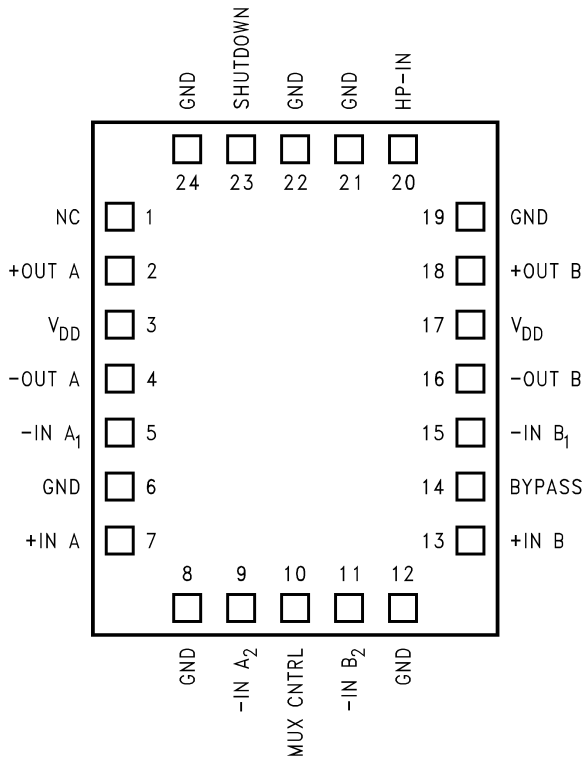 GND SHUTDOWN GND GND HP-IN
24 23 22 21 20
NC 1 19 GND
+OUT A 2 18 +OUT B
VDD 3 17 VDD
-OUT A 4 16 -OUT B
-IN A1 5 15 -IN B1
GND 6 14 BYPASS
+IN A 7 13 +IN B
8 9 10 11 12
GND -IN A2 MUX CNTRL -IN B2 GND